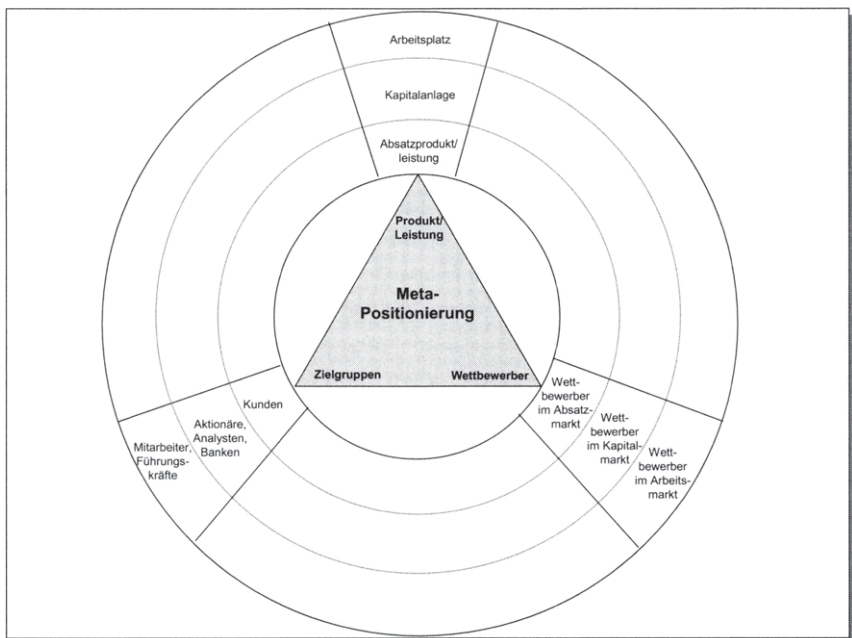 Arbeitsplatz
Kapitalanlage
Absatzprodukt/
leistung
Produkt/
Leistung
Meta-
Positionierung
Zielgruppen
Wettbewerber
Kunden
Aktionäre,
Analysten,
Banken
Mitarbeiter,
Führungs-
kräfte
Wett-
bewerber
im Absatz-
markt
Wett-
bewerber
im Kapital-
markt
Wett-
bewerber
im Arbeits-
markt